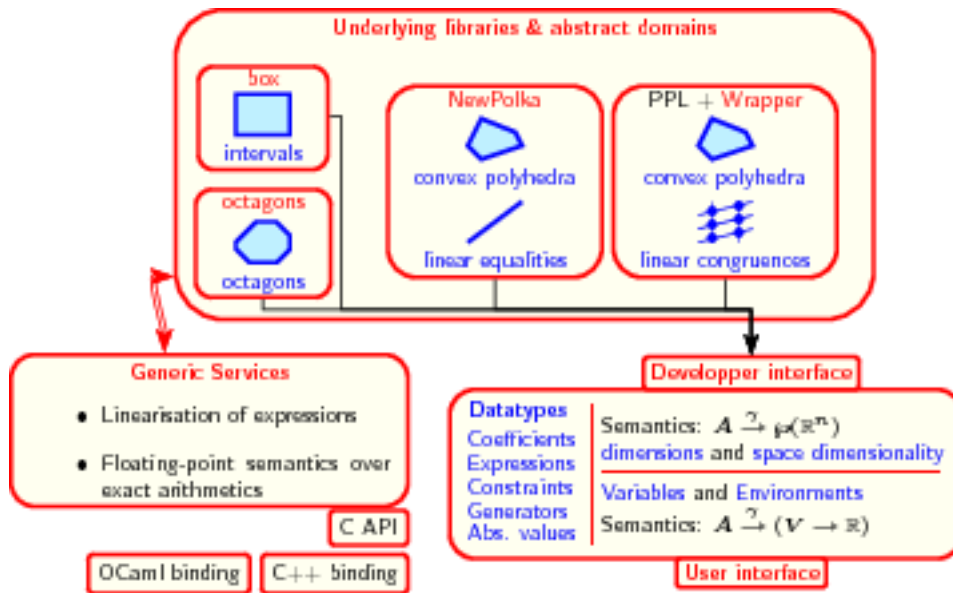 Underlying libraries & abstract domains
box
intervals
octagons
octagons
NewPolka
convex polyhedra
linear equalities
PPL + Wrapper
convex polyhedra
linear congruences
Generic Services
• Linearisation of expressions
• Floating-point semantics over
exact arithmetics
C API
OCaml binding
C++ binding
Developper interface
Datatypes
Coefficients
Expressions
Constraints
Generators
Abs. values
Semantics: A →γ ℘(ℝⁿ)
dimensions and space dimensionality
Variables and Environments
Semantics: A →γ (V → ℝ)
User interface